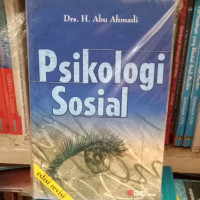 Drs. H. Abu Ahmadi
Psikologi
Sosial
edisi revisi